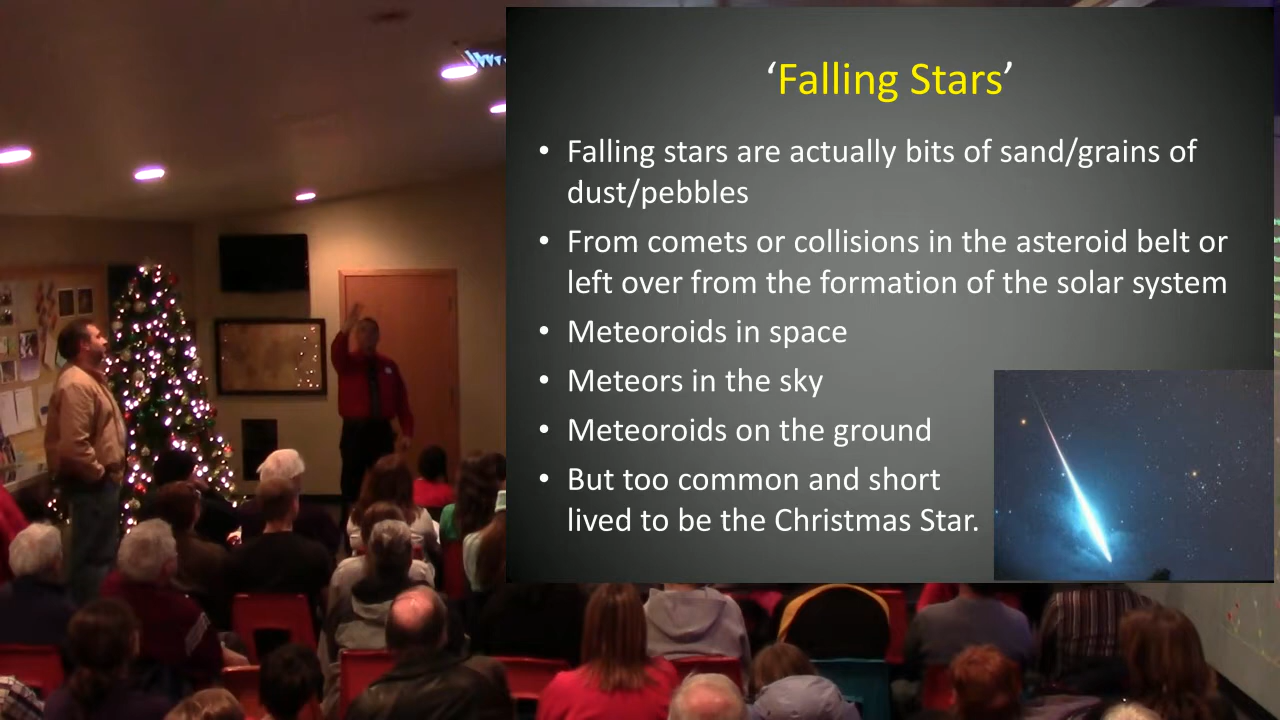 ‘Falling Stars’
• Falling stars are actually bits of sand/grains of
dust/pebbles
• From comets or collisions in the asteroid belt or
left over from the formation of the solar system
• Meteoroids in space
• Meteors in the sky
• Meteoroids on the ground
• But too common and short
lived to be the Christmas Star.